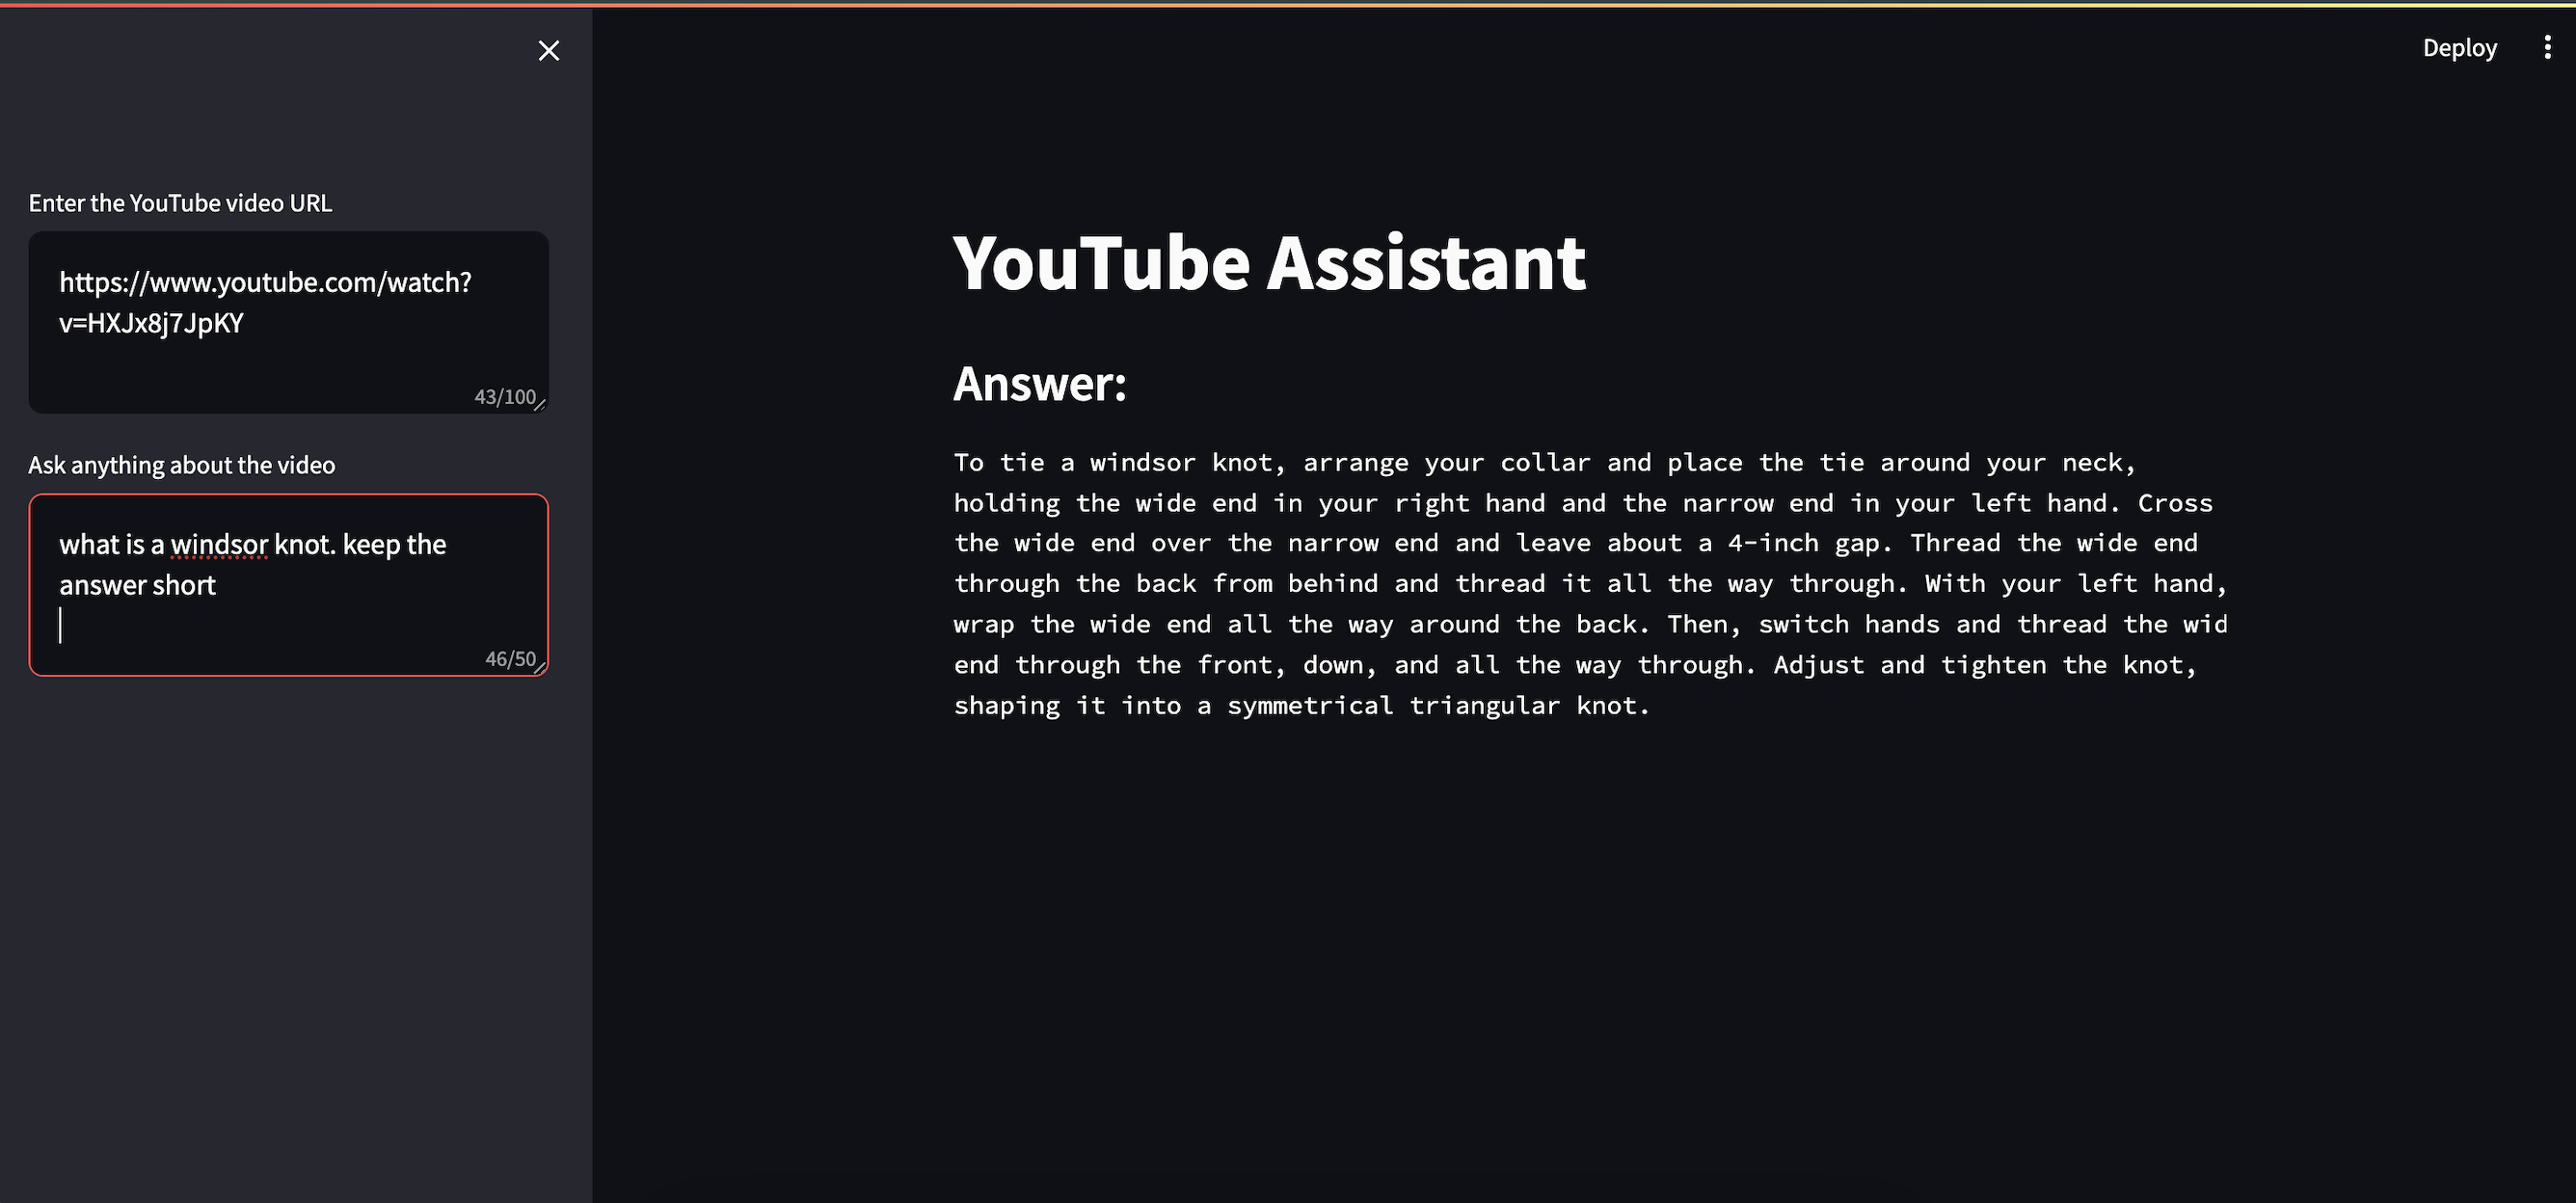 Deploy
Enter the YouTube video URL
https://www.youtube.com/watch?
v=HXJx8j7JpKY
43/100
Ask anything about the video
what is a windsor knot. keep the
answer short
46/50
YouTube Assistant
Answer:
To tie a windsor knot, arrange your collar and place the tie around your neck,
holding the wide end in your right hand and the narrow end in your left hand. Cross
the wide end over the narrow end and leave about a 4-inch gap. Thread the wide end
through the back from behind and thread it all the way through. With your left hand,
wrap the wide end all the way around the back. Then, switch hands and thread the wid
end through the front, down, and all the way through. Adjust and tighten the knot,
shaping it into a symmetrical triangular knot.